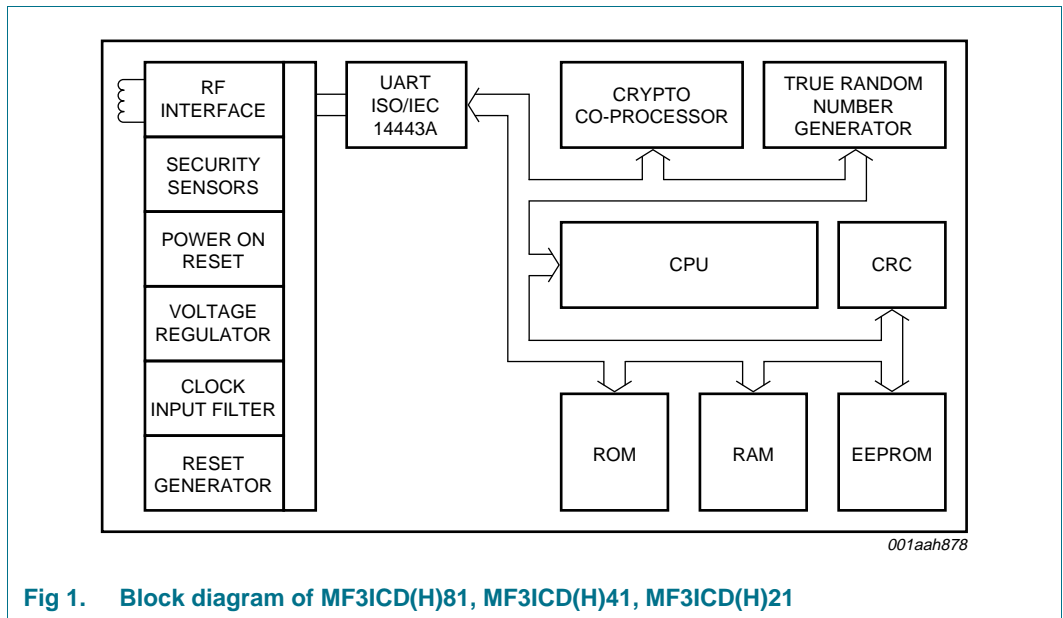 RF
INTERFACE
SECURITY
SENSORS
POWER ON
RESET
VOLTAGE
REGULATOR
CLOCK
INPUT FILTER
RESET
GENERATOR
UART
ISO/IEC
14443A
CRYPTO
CO-PROCESSOR
TRUE RANDOM
NUMBER
GENERATOR
CPU
CRC
ROM
RAM
EEPROM
001aah878
Fig 1. Block diagram of MF3ICD(H)81, MF3ICD(H)41, MF3ICD(H)21